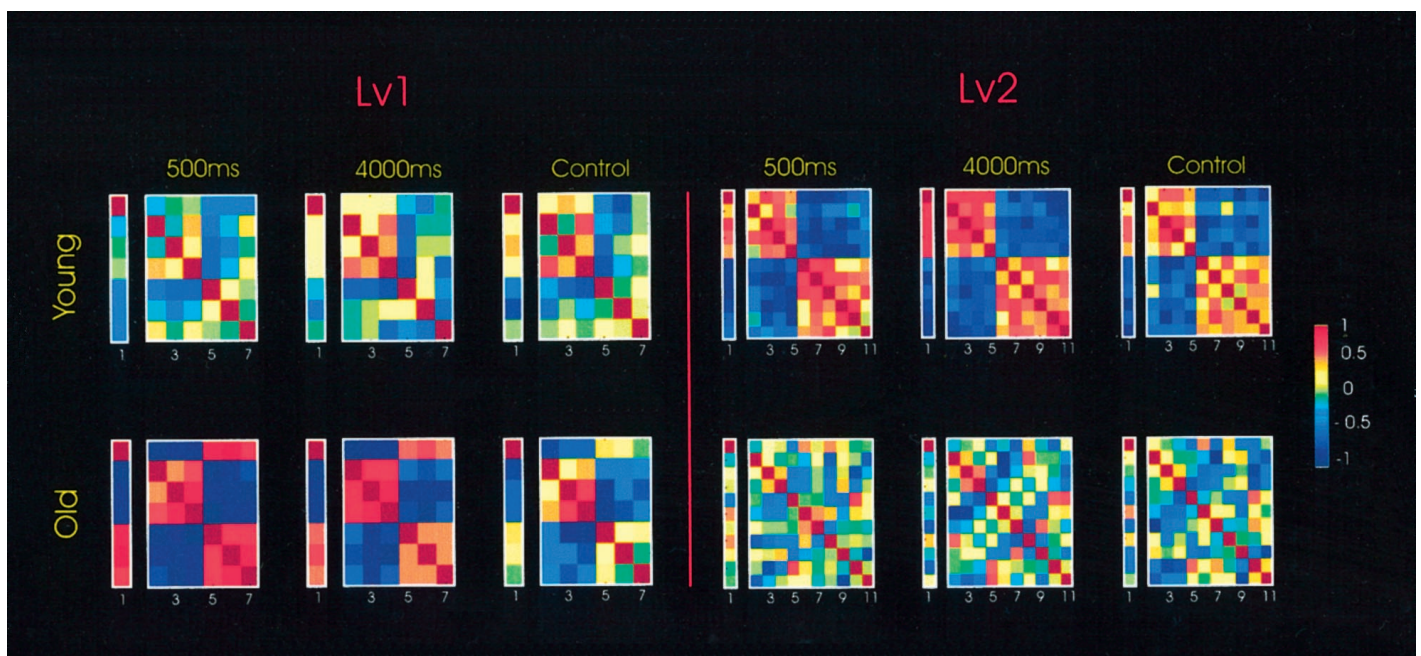 Lv1 Lv2
500ms 4000ms Control 500ms 4000ms Control
Young
1 3 5 7 1 3 5 7 1 3 5 7 1 3 5 7 9 11 1 3 5 7 9 11 1 3 5 7 9 11
1
0.5
0
- 0.5
-1
Old
1 3 5 7 1 3 5 7 1 3 5 7 1 3 5 7 9 11 1 3 5 7 9 11 1 3 5 7 9 11